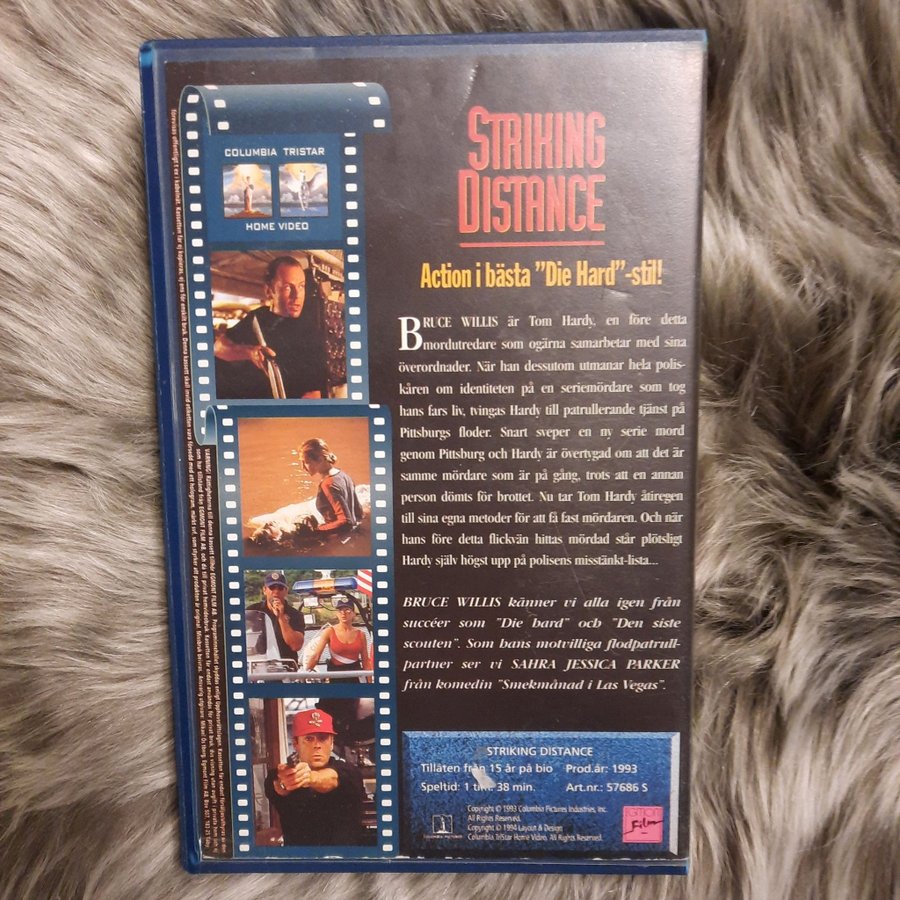 COLUMBIA TRISTAR
HOME VIDEO
STRIKING
DISTANCE
Action i bästa "Die Hard"-stil!
BRUCE WILLIS är Tom Hardy, en före detta
mordutredare som ogärna samarbetar med sina
överordnader. När han dessutom utmanar hela polis-
kåren om identiteten på en seriemördare som tog
hans fars liv, tvingas Hardy till patrullerande tjänst på
Pittsburgs floder. Snart sveper en ny serie mord
genom Pittsburg och Hardy är övertygad om att det är
samme mördare som är på gång, trots att en annan
person dömts för brottet. Nu tar Tom Hardy återigen
till sina egna metoder för att få fast mördaren. Och när
hans före detta flickvän hittas mördad står plötsligt
Hardy själv högst upp på polisens misstänkt-lista...
BRUCE WILLIS känner vi alla igen från
succéer som "Die hard" och "Den siste
scouten". Som hans motvilliga flodpatrull-
partner ser vi SAHRA JESSICA PARKER
från komedin "Smekmånad i Las Vegas".
STRIKING DISTANCE
Tillåten från 15 år på bio Prod.år: 1993
Speltid: 1 tim. 38 min. Art.nr.: 57686 S
Copyright © 1993 Columbia Pictures Industries, Inc.
All Rights Reserved.
Copyright © 1994 Layout & Design
Columbia TriStar Home Video, All Rights Reserved.
COLUMBIA PICTURES
EGMONT
Film